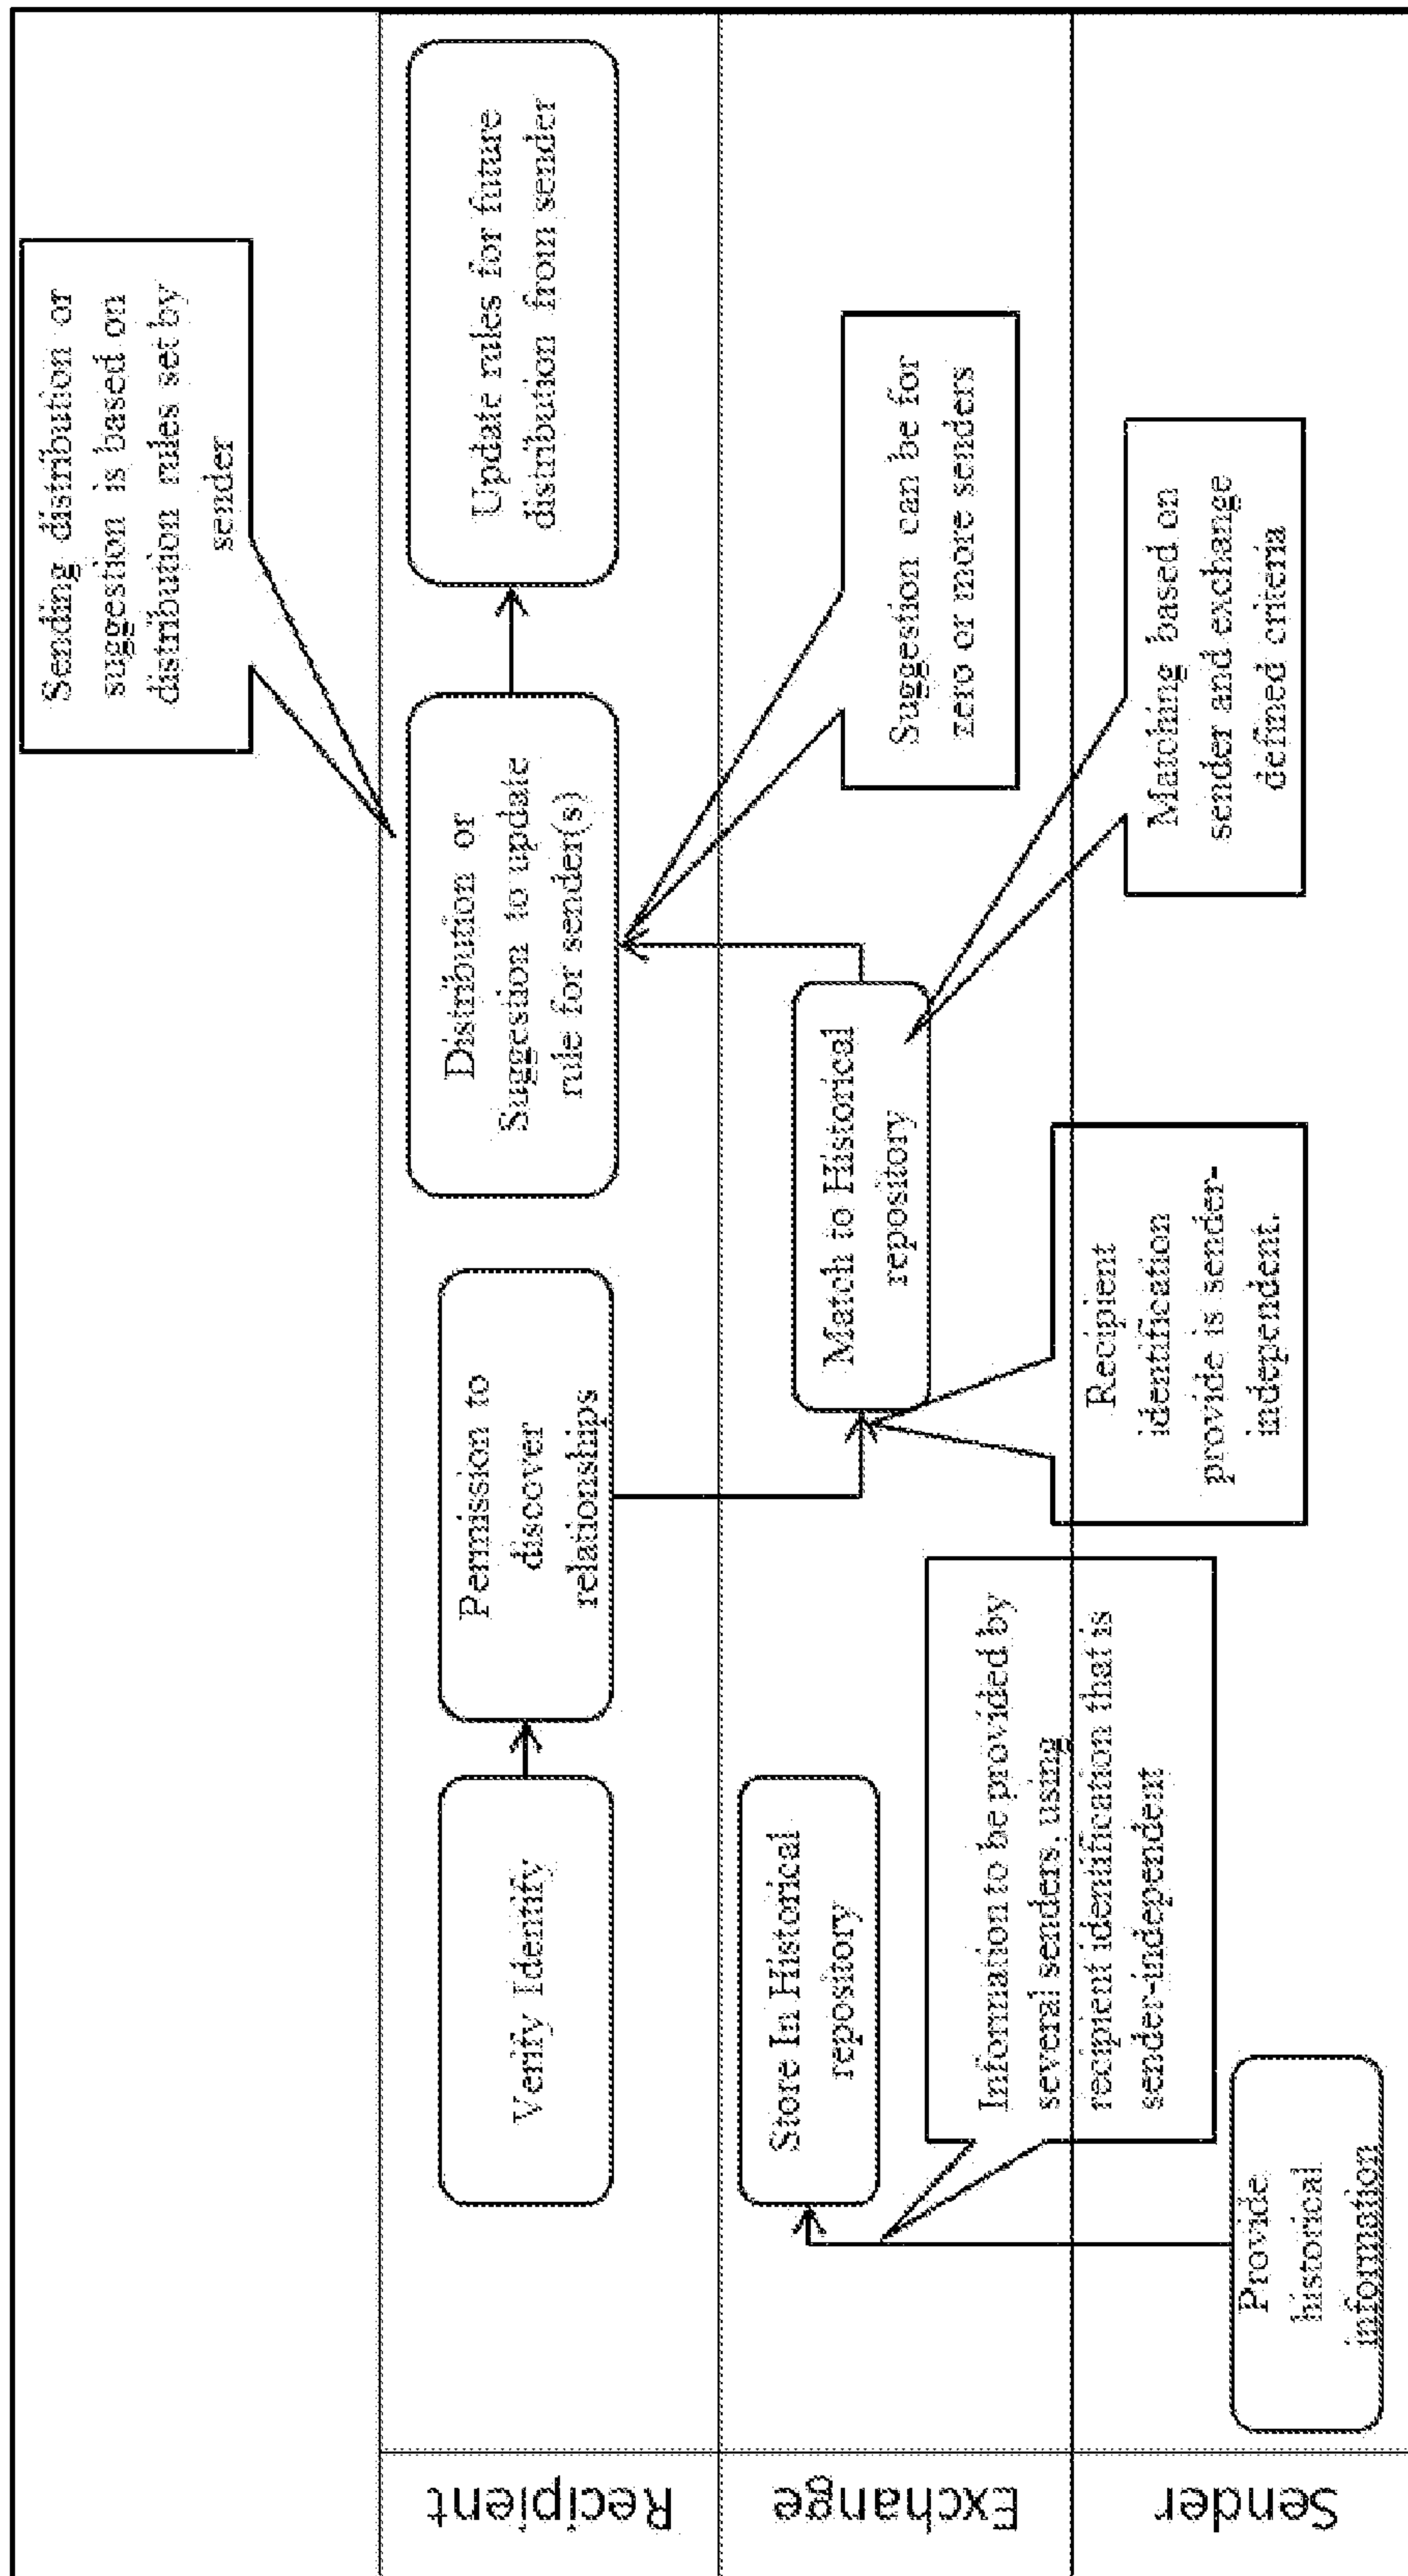 Sending distribution or
suggestion is based on
distribution rules set by
sender
Recipient
Verify Identify
Permission to
discover
relationships
Distribution or
Suggestion to update
rule for sender(s)
Update rules for future
distribution from sender
Exchange
Store In Historical
repository
Match to Historical
repository
Suggestion can be for
zero or more senders
Information to be provided by
several senders, using
recipient identification that is
sender-independent
Recipient
identification
provide is sender-
independent.
Matching based on
sender and exchange
defined criteria
Sender
Provide
historical
information